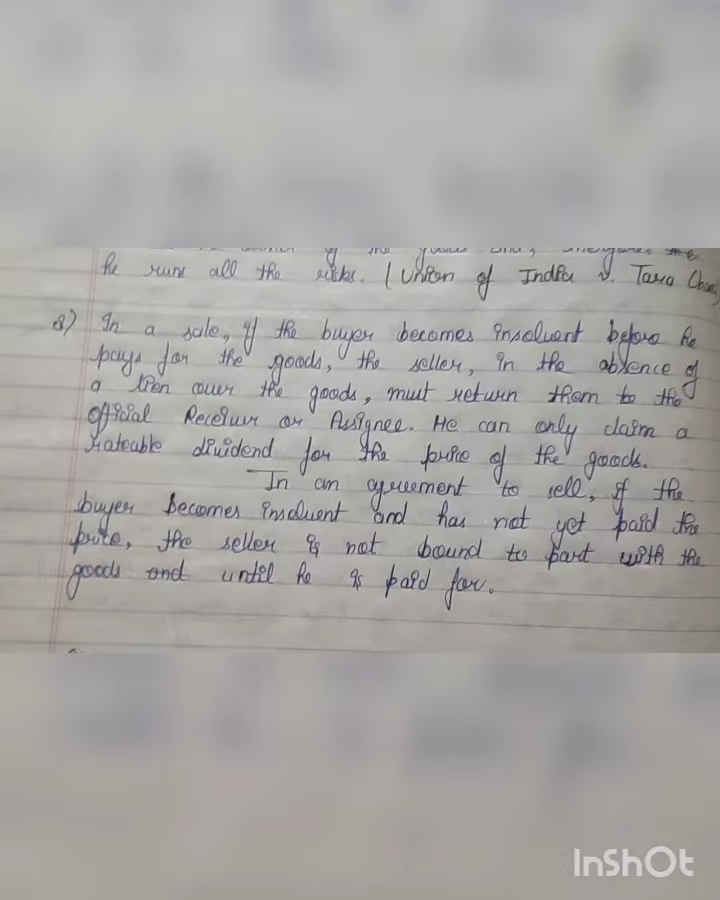 he runs all the risks. (Union of India v. Tara Chand)
8) In a sale, if the buyer becomes insolvent before he
pays for the goods, the seller, in the absence of
a lien over the goods, must return them to the
Official Receiver or Assignee. He can only claim a
rateable dividend for the price of the goods.
In an agreement to sell, if the
buyer becomes insolvent and has not yet paid the
price, the seller is not bound to part with the
goods and until he is paid for.
InShOt